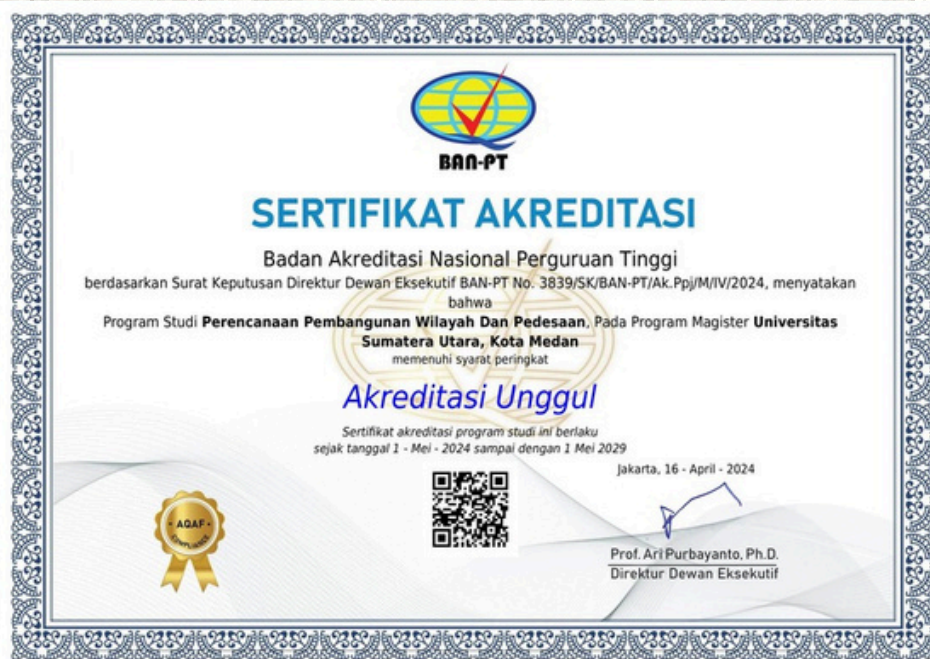 BAN-PT
SERTIFIKAT AKREDITASI
Badan Akreditasi Nasional Perguruan Tinggi
berdasarkan Surat Keputusan Direktur Dewan Eksekutif BAN-PT No. 3839/SK/BAN-PT/Ak.Ppj/M/IV/2024, menyatakan
bahwa
Program Studi Perencanaan Pembangunan Wilayah Dan Pedesaan, Pada Program Magister Universitas
Sumatera Utara, Kota Medan
memenuhi syarat peringkat
Akreditasi Unggul
Sertifikat akreditasi program studi ini berlaku
sejak tanggal 1 - Mei - 2024 sampai dengan 1 Mei 2029
Jakarta, 16 - April - 2024
AQAF
COMPLIANCE
Prof. Ari Purbayanto, Ph.D.
Direktur Dewan Eksekutif